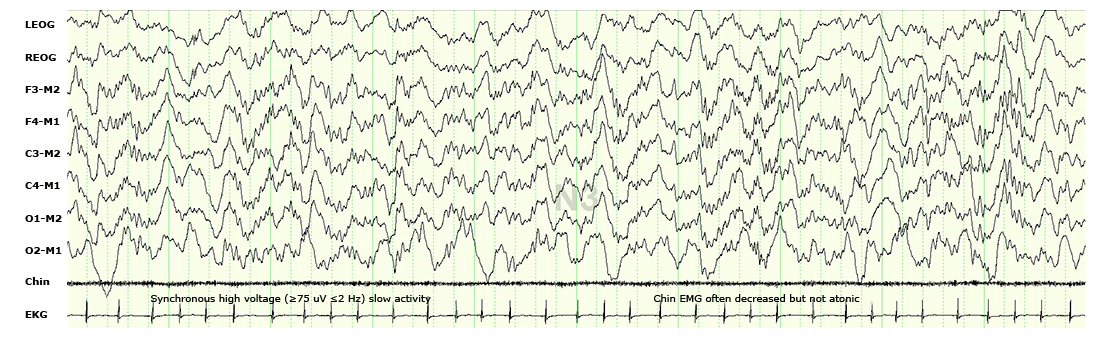 LEOG
REOG
F3-M2
F4-M1
C3-M2
C4-M1
N3
O1-M2
O2-M1
Chin
Synchronous high voltage (≥75 uV ≤2 Hz) slow activity
Chin EMG often decreased but not atonic
EKG